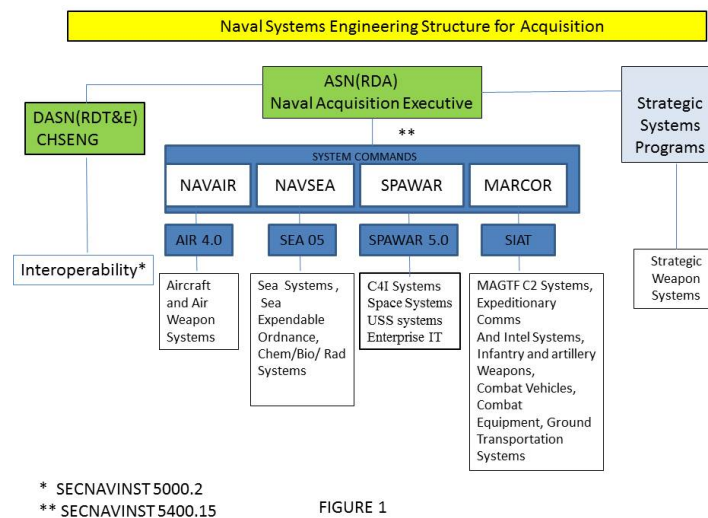 Naval Systems Engineering Structure for Acquisition
ASN(RDA)
Naval Acquisition Executive
DASN(RDT&E)
CHSENG
Strategic
Systems
Programs
**
SYSTEM COMMANDS
NAVAIR
NAVSEA
SPAWAR
MARCOR
AIR 4.0
SEA 05
SPAWAR 5.0
SIAT
Interoperability*
Aircraft
and Air
Weapon
Systems
Sea Systems ,
Sea
Expendable
Ordnance,
Chem/Bio/ Rad
Systems
C4I Systems
Space Systems
USS systems
Enterprise IT
MAGTF C2 Systems,
Expeditionary
Comms
And Intel Systems,
Infantry and artillery
Weapons,
Combat Vehicles,
Combat
Equipment, Ground
Transportation
Systems
Strategic
Weapon
Systems
* SECNAVINST 5000.2
** SECNAVINST 5400.15
FIGURE 1